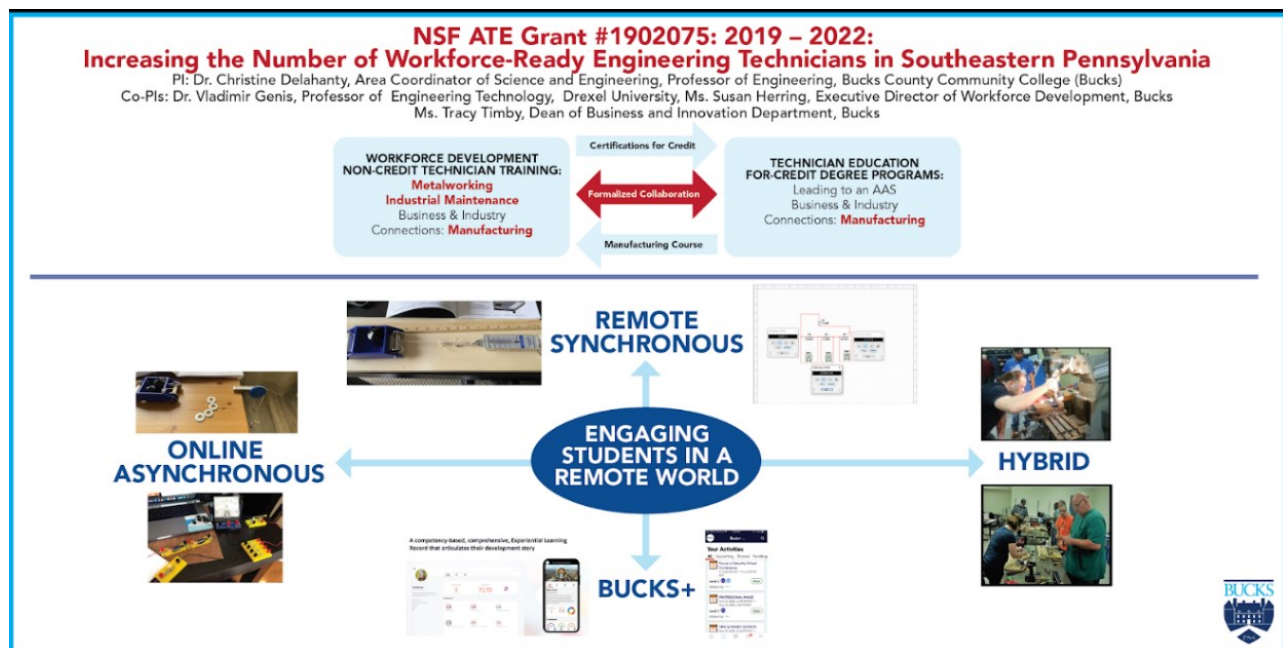 NSF ATE Grant #1902075: 2019 – 2022:
Increasing the Number of Workforce-Ready Engineering Technicians in Southeastern Pennsylvania
PI: Dr. Christine Delahanty, Area Coordinator of Science and Engineering, Professor of Engineering, Bucks County Community College (Bucks)
Co-PIs: Dr. Vladimir Genis, Professor of Engineering Technology, Drexel University, Ms. Susan Herring, Executive Director of Workforce Development, Bucks
Ms. Tracy Timby, Dean of Business and Innovation Department, Bucks
WORKFORCE DEVELOPMENT
NON-CREDIT TECHNICIAN TRAINING:
Metalworking
Industrial Maintenance
Business & Industry
Connections: Manufacturing
Certifications for Credit
Formalized Collaboration
Manufacturing Course
TECHNICIAN EDUCATION
FOR-CREDIT DEGREE PROGRAMS:
Leading to an AAS
Business & Industry
Connections: Manufacturing
REMOTE
SYNCHRONOUS
ONLINE
ASYNCHRONOUS
ENGAGING
STUDENTS IN A
REMOTE WORLD
HYBRID
A competency-based, comprehensive, Experiential Learning
Record that articulates their development story
BUCKS+
Your Activities
BUCKS